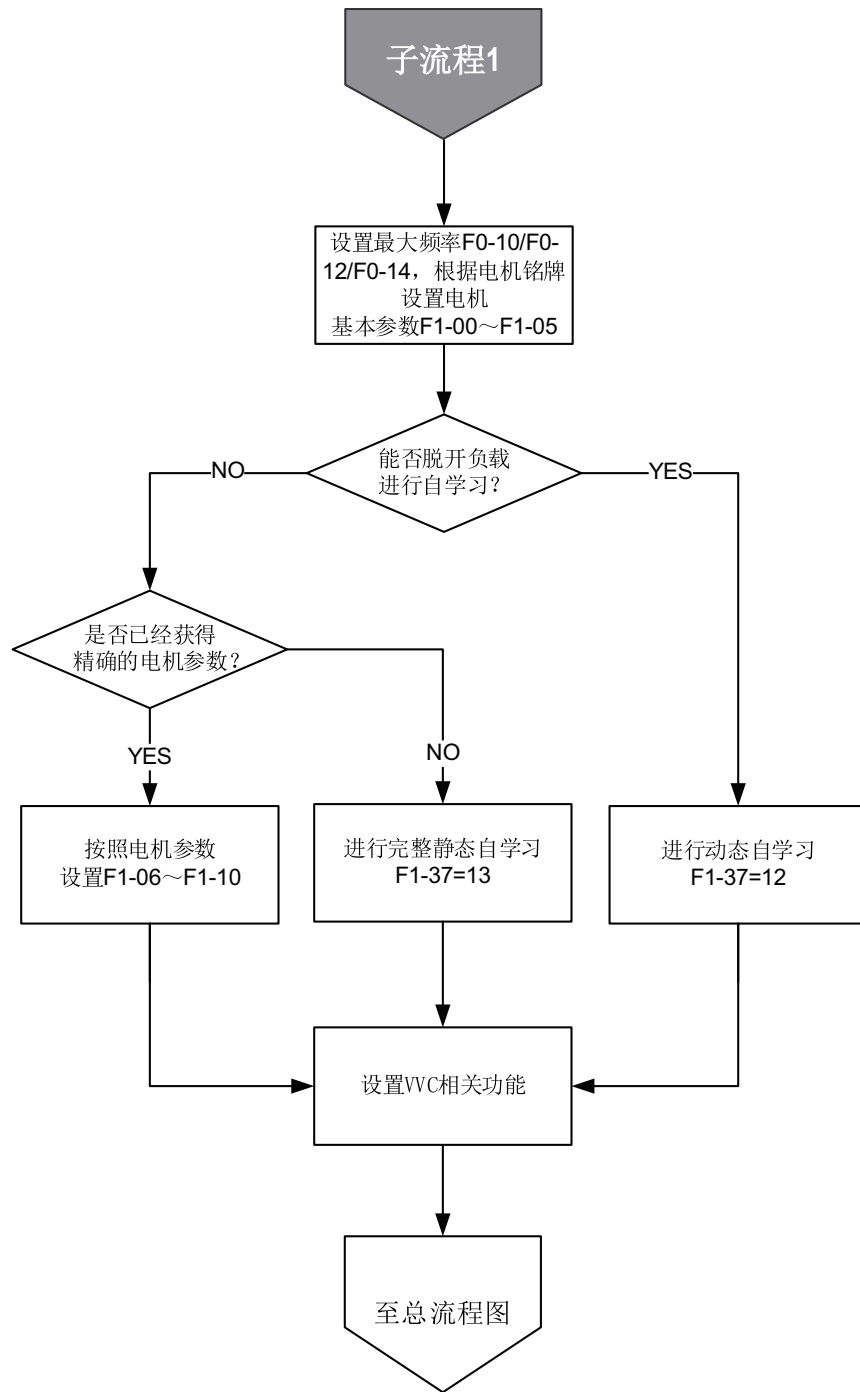 子流程1
设置最大频率F0-10/F0-
12/F0-14，根据电机铭牌
设置电机
基本参数F1-00～F1-05
能否脱开负载
进行自学习？
NO
YES
是否已经获得
精确的电机参数？
YES
NO
按照电机参数
设置F1-06～F1-10
进行完整静态自学习
F1-37=13
进行动态自学习
F1-37=12
设置VVC相关功能
至总流程图